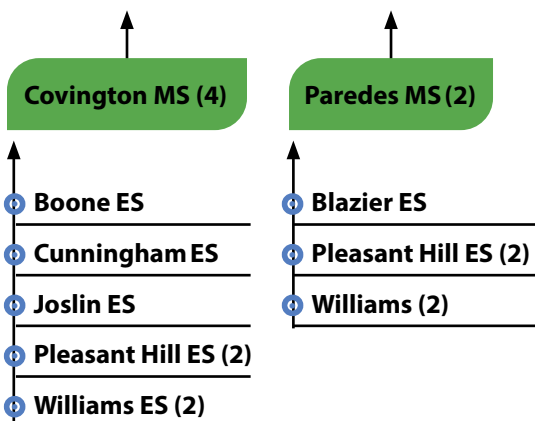 Covington MS (4)
Boone ES
Cunningham ES
Joslin ES
Pleasant Hill ES (2)
Williams ES (2)
Paredes MS (2)
Blazier ES
Pleasant Hill ES (2)
Williams (2)